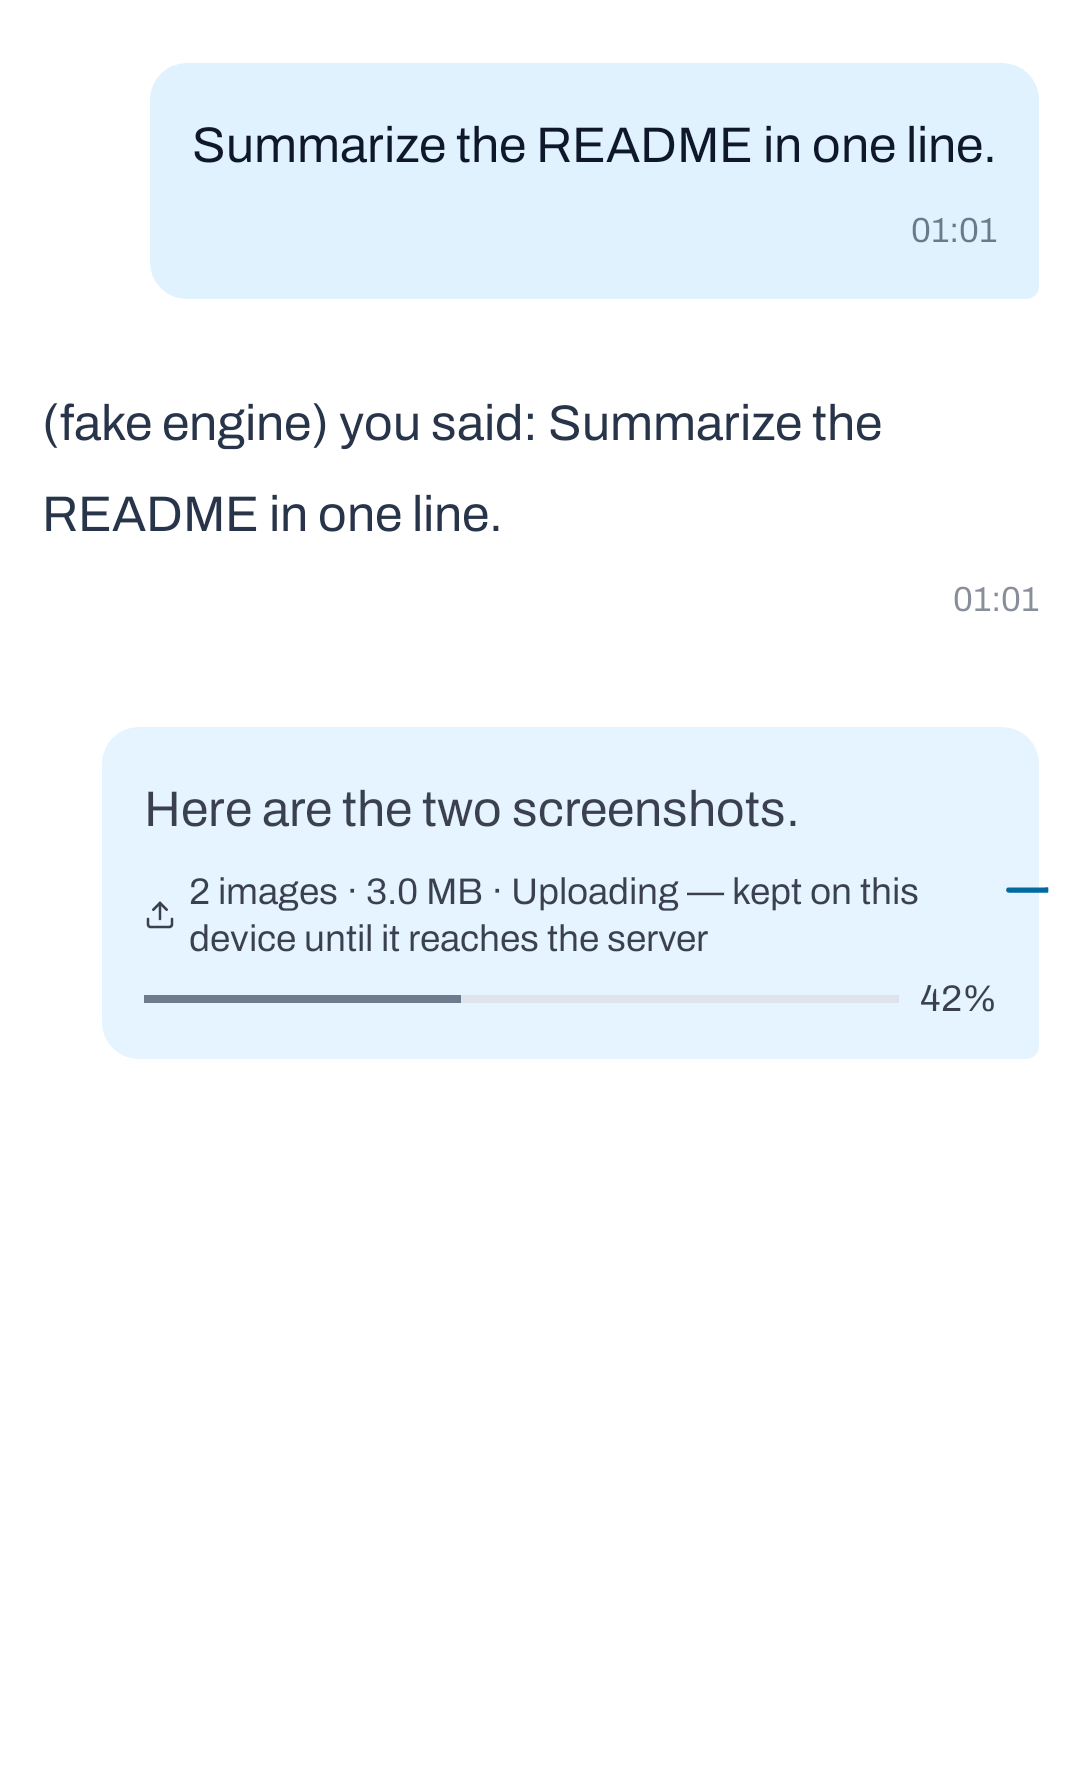 Summarize the README in one line.
01:01
(fake engine) you said: Summarize the
README in one line.
01:01
Here are the two screenshots.
2 images · 3.0 MB · Uploading — kept on this
device until it reaches the server
42%